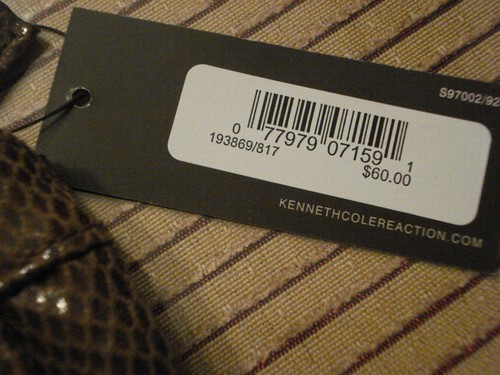 S97002/92
0 77979 07159 1
193869/817
$60.00
KENNETHCOLEREACTION.COM